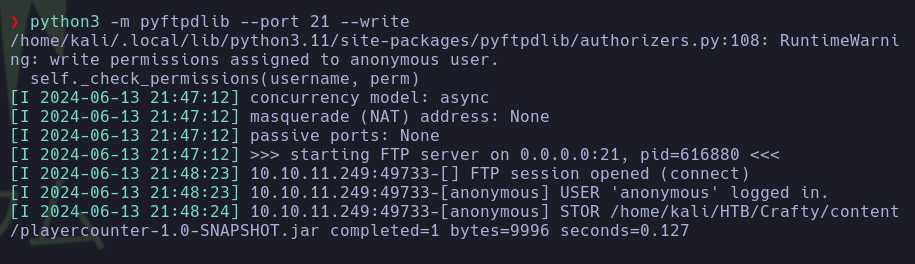 ❯ python3 -m pyftpdlib --port 21 --write
/home/kali/.local/lib/python3.11/site-packages/pyftpdlib/authorizers.py:108: RuntimeWarni
ng: write permissions assigned to anonymous user.
  self._check_permissions(username, perm)
[I 2024-06-13 21:47:12] concurrency model: async
[I 2024-06-13 21:47:12] masquerade (NAT) address: None
[I 2024-06-13 21:47:12] passive ports: None
[I 2024-06-13 21:47:12] >>> starting FTP server on 0.0.0.0:21, pid=616880 <<<
[I 2024-06-13 21:48:23] 10.10.11.249:49733-[] FTP session opened (connect)
[I 2024-06-13 21:48:23] 10.10.11.249:49733-[anonymous] USER 'anonymous' logged in.
[I 2024-06-13 21:48:24] 10.10.11.249:49733-[anonymous] STOR /home/kali/HTB/Crafty/content
/playercounter-1.0-SNAPSHOT.jar completed=1 bytes=9996 seconds=0.127